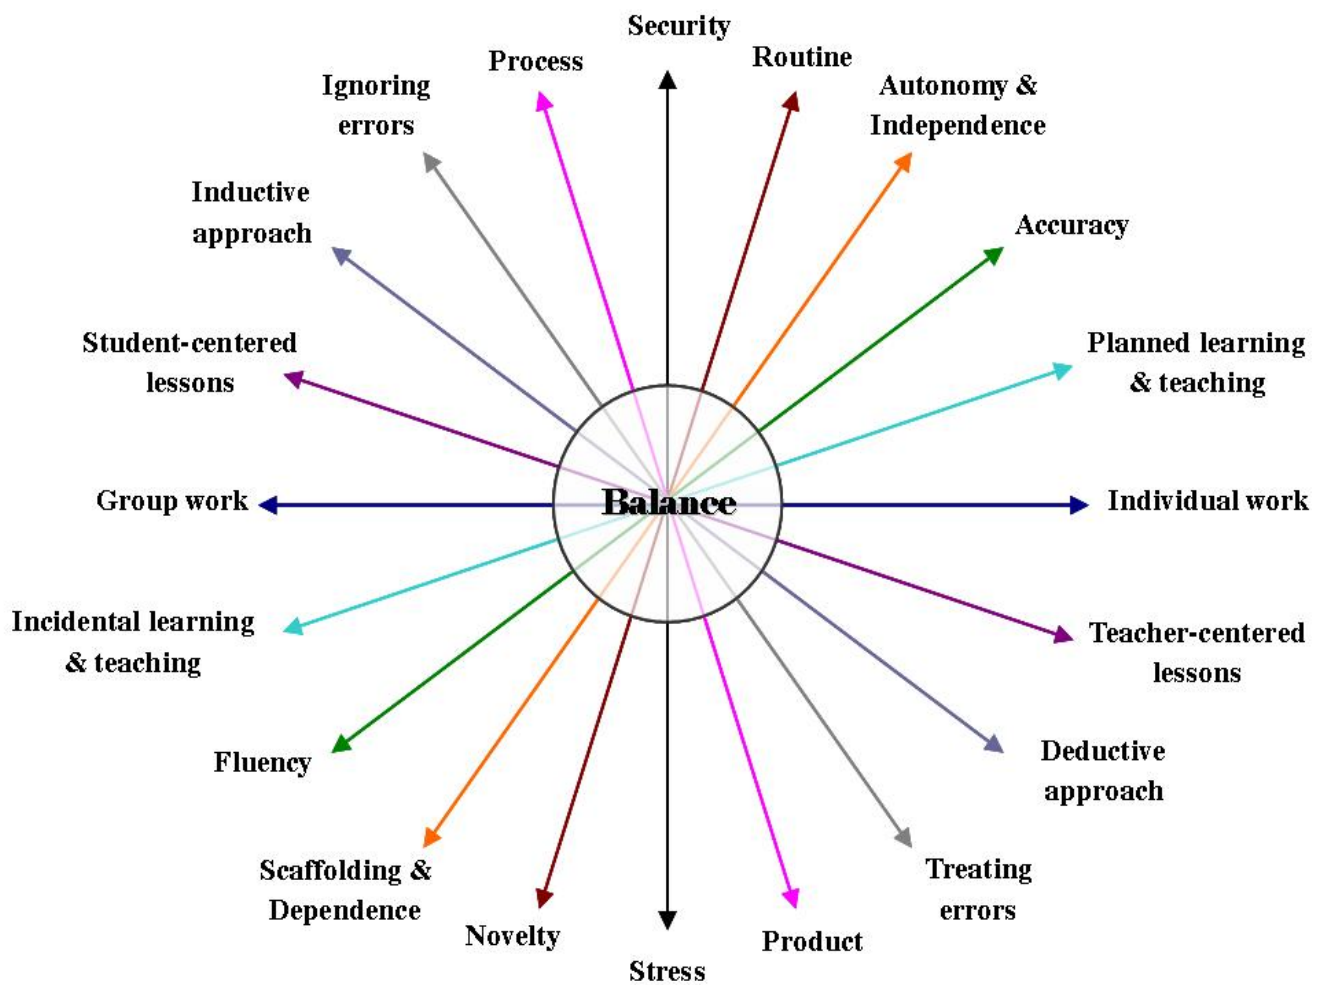 Security
Process
Routine
Ignoring
errors
Autonomy &
Independence
Inductive
approach
Accuracy
Student-centered
lessons
Planned learning
& teaching
Group work
Balance
Individual work
Incidental learning
& teaching
Teacher-centered
lessons
Fluency
Deductive
approach
Scaffolding &
Dependence
Treating
errors
Novelty
Product
Stress